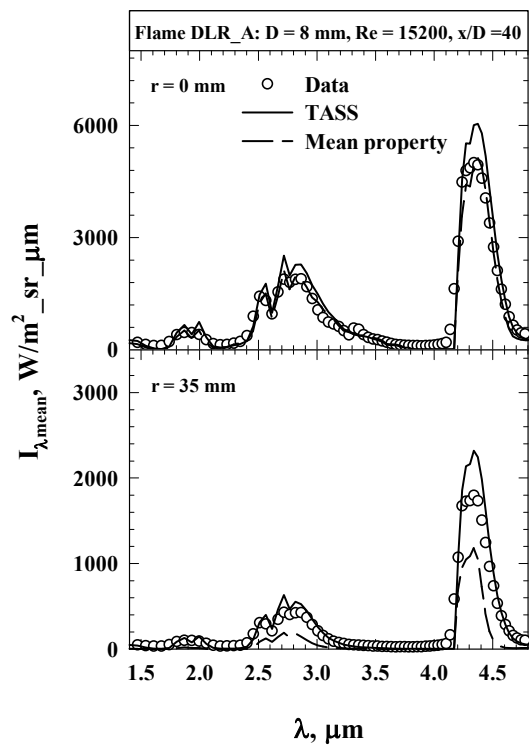 Flame DLR_A: D = 8 mm, Re = 15200, x/D =40
r = 0 mm
Data
TASS
Mean property
6000
3000
0
r = 35 mm
3000
2000
1000
0
1.5 2.0 2.5 3.0 3.5 4.0 4.5
λ, μm
I λmean, W/m²_sr_μm